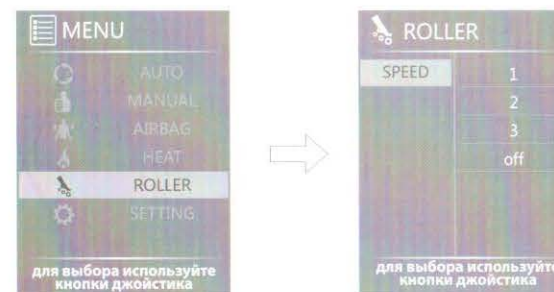 MENU
AUTO
MANUAL
AIRBAG
HEAT
ROLLER
SETTING
для выбора используйте
кнопки джойстика
ROLLER
SPEED
1
2
3
off
для выбора используйте
кнопки джойстика